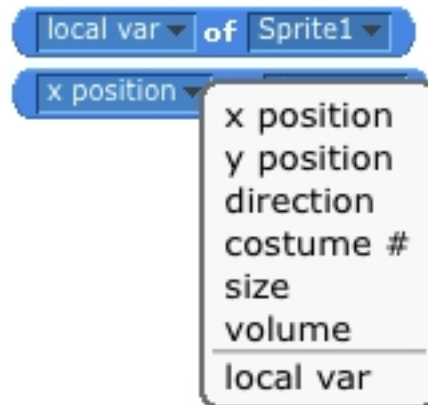 local var of Sprite1
x position
x position
y position
direction
costume #
size
volume
local var